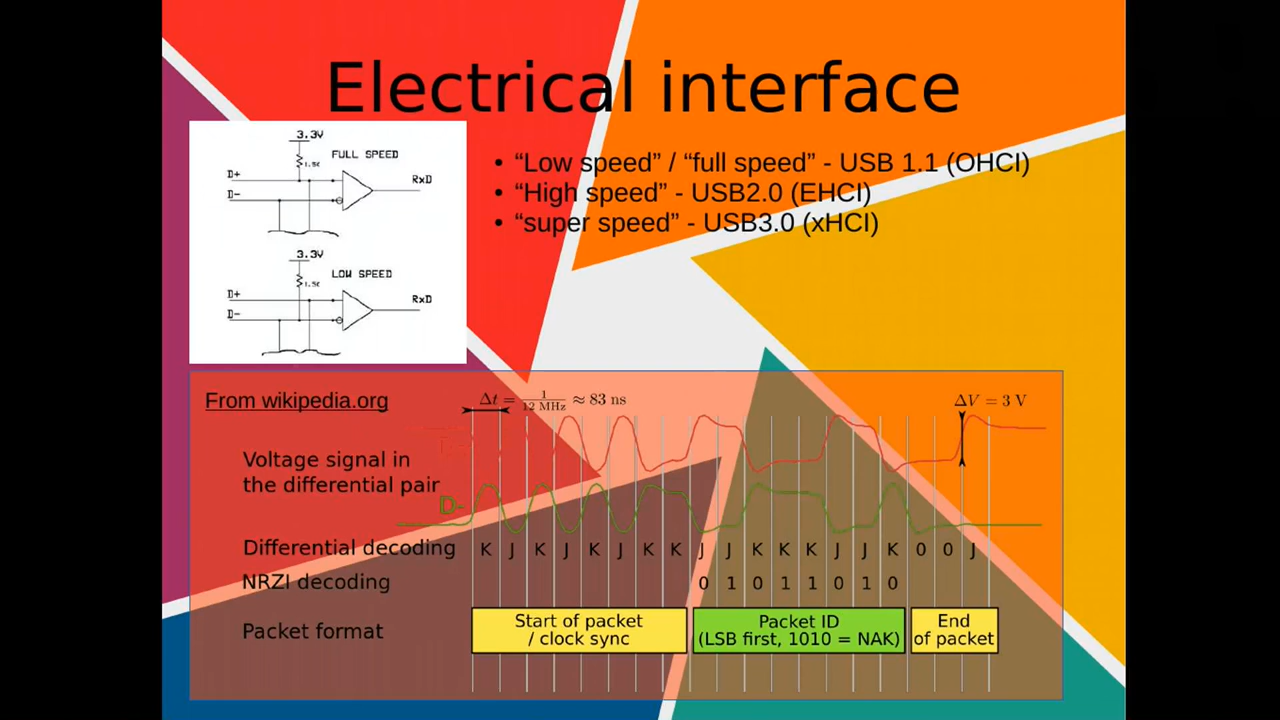 Electrical interface
3.3V
FULL SPEED
1.5K
D+
D-
RxD
3.3V
LOW SPEED
1.5K
D+
D-
RxD
• “Low speed” / “full speed” - USB 1.1 (OHCI)
• “High speed” - USB2.0 (EHCI)
• “super speed” - USB3.0 (xHCI)
From wikipedia.org
Δt = 1/12 MHz ≈ 83 ns
ΔV = 3 V
Voltage signal in
the differential pair
D-
Differential decoding K J K J K J K K J J K K K J J K 0 0 J
NRZI decoding 0 1 0 1 1 0 1 0
Packet format
Start of packet
/ clock sync
Packet ID
(LSB first, 1010 = NAK)
End
of packet